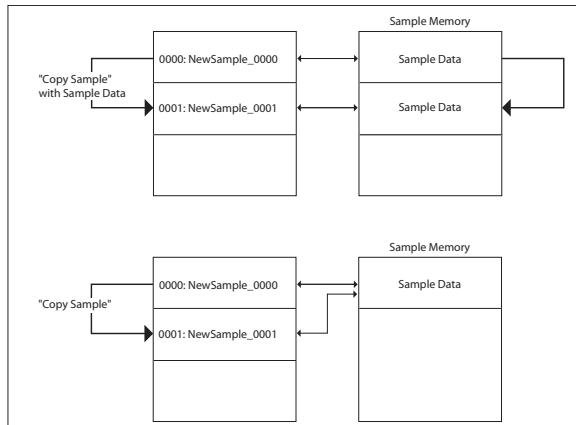 Sample Memory
0000: NewSample_0000
Sample Data
"Copy Sample"
with Sample Data
0001: NewSample_0001
Sample Data
Sample Memory
0000: NewSample_0000
Sample Data
"Copy Sample"
0001: NewSample_0001